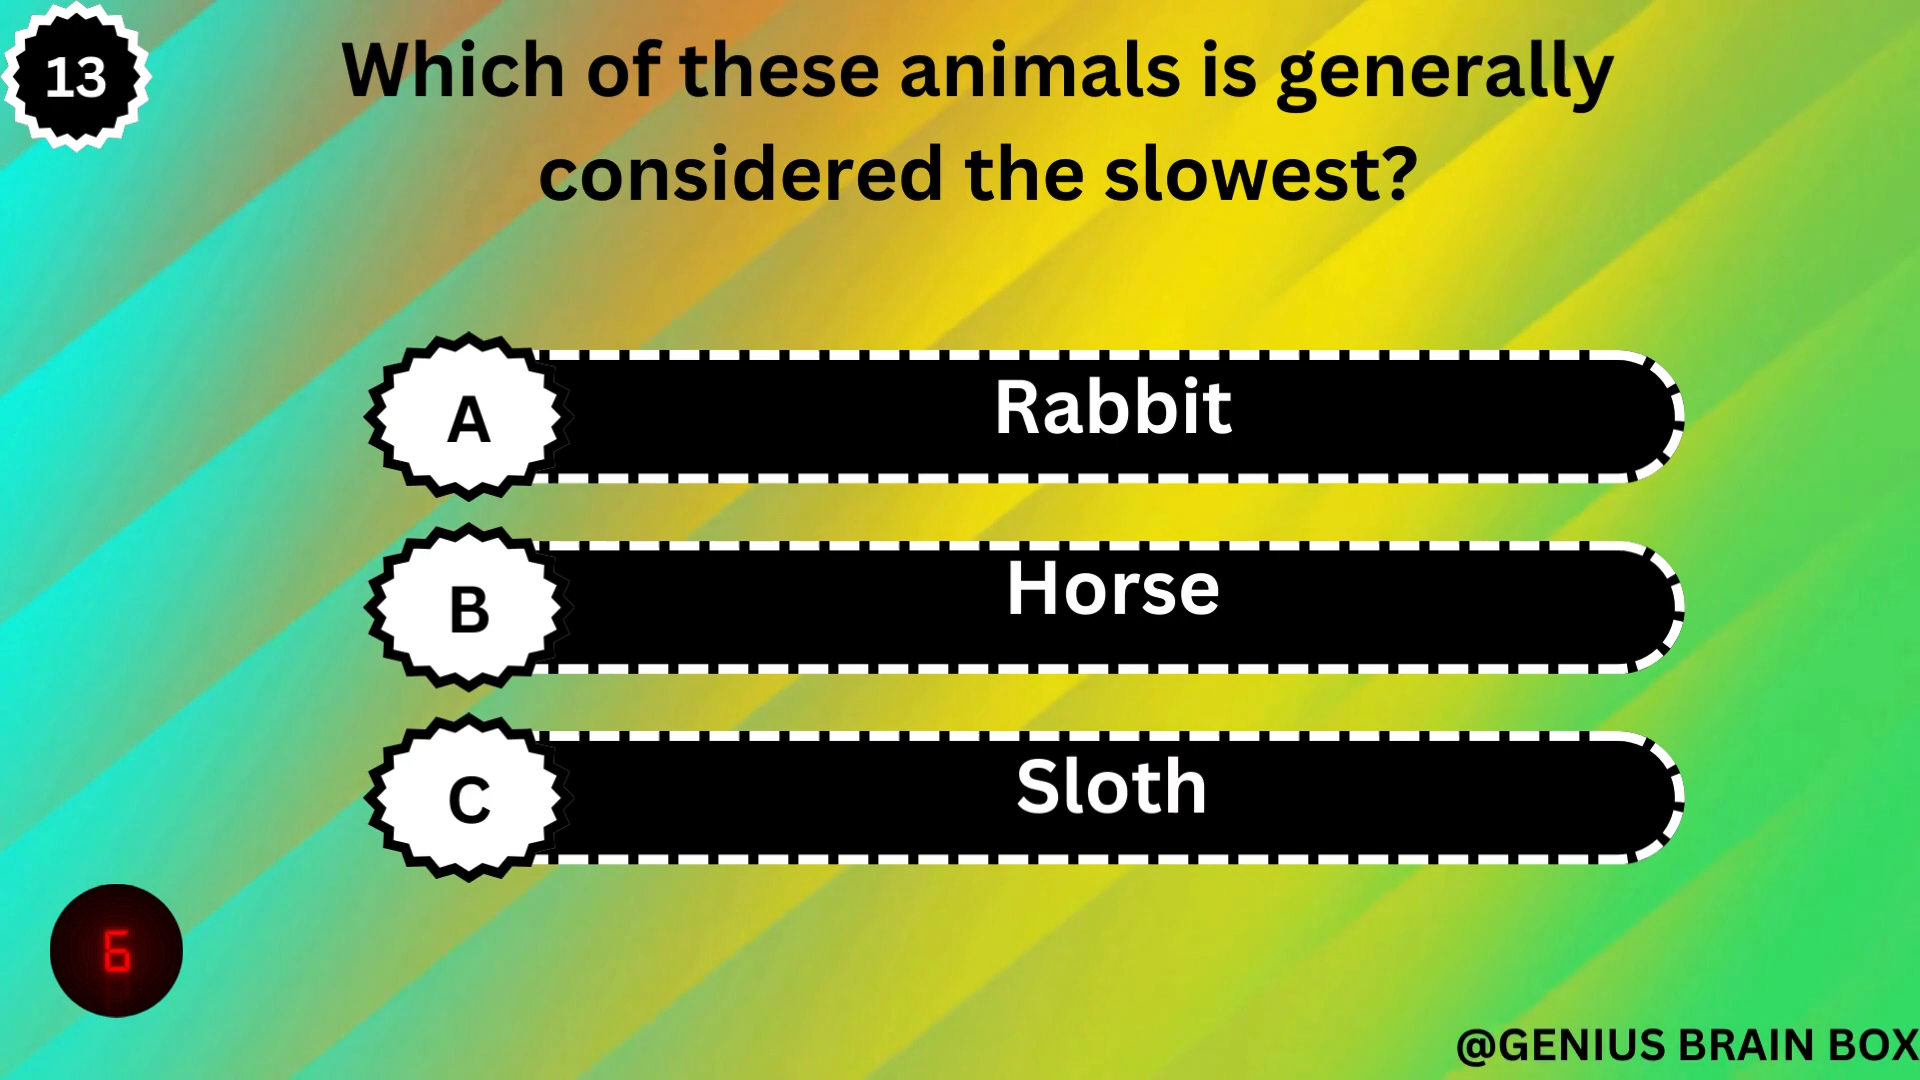 13
Which of these animals is generally
considered the slowest?
A
Rabbit
B
Horse
C
Sloth
6
@GENIUS BRAIN BOX